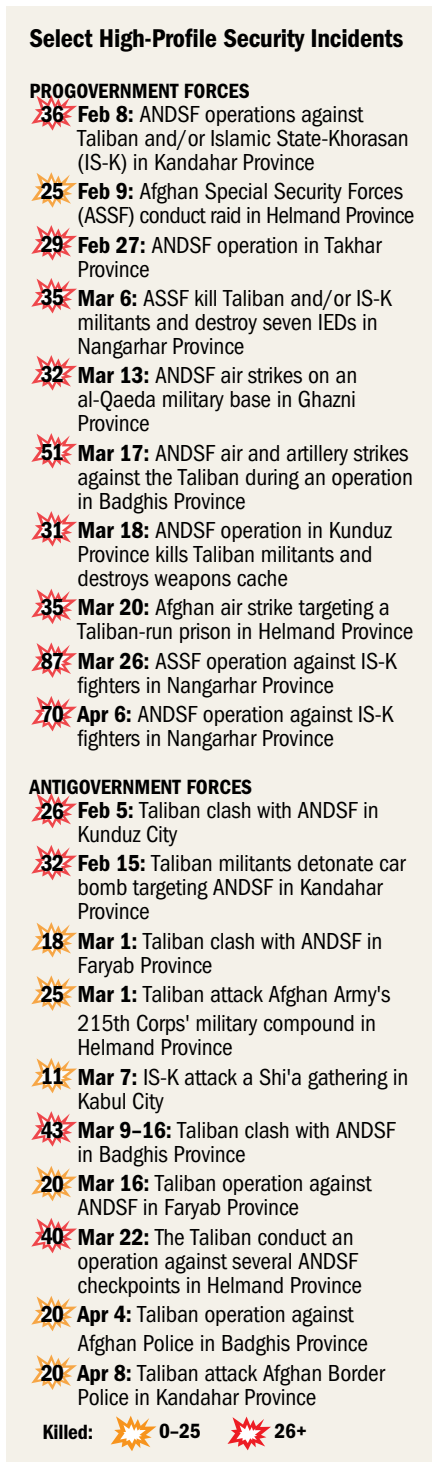 Select High-Profile Security Incidents
PROGOVERNMENT FORCES
36 Feb 8: ANDSF operations against
Taliban and/or Islamic State-Khorasan
(IS-K) in Kandahar Province
25 Feb 9: Afghan Special Security Forces
(ASSF) conduct raid in Helmand Province
29 Feb 27: ANDSF operation in Takhar
Province
35 Mar 6: ASSF kill Taliban and/or IS-K
militants and destroy seven IEDs in
Nangarhar Province
32 Mar 13: ANDSF air strikes on an
al-Qaeda military base in Ghazni
Province
51 Mar 17: ANDSF air and artillery strikes
against the Taliban during an operation
in Badghis Province
31 Mar 18: ANDSF operation in Kunduz
Province kills Taliban militants and
destroys weapons cache
35 Mar 20: Afghan air strike targeting a
Taliban-run prison in Helmand Province
87 Mar 26: ASSF operation against IS-K
fighters in Nangarhar Province
70 Apr 6: ANDSF operation against IS-K
fighters in Nangarhar Province
ANTIGOVERNMENT FORCES
26 Feb 5: Taliban clash with ANDSF in
Kunduz City
32 Feb 15: Taliban militants detonate car
bomb targeting ANDSF in Kandahar
Province
18 Mar 1: Taliban clash with ANDSF in
Faryab Province
25 Mar 1: Taliban attack Afghan Army's
215th Corps' military compound in
Helmand Province
11 Mar 7: IS-K attack a Shi'a gathering in
Kabul City
43 Mar 9–16: Taliban clash with ANDSF
in Badghis Province
20 Mar 16: Taliban operation against
ANDSF in Faryab Province
40 Mar 22: The Taliban conduct an
operation against several ANDSF
checkpoints in Helmand Province
20 Apr 4: Taliban operation against
Afghan Police in Badghis Province
20 Apr 8: Taliban attack Afghan Border
Police in Kandahar Province
Killed: 0–25 26+